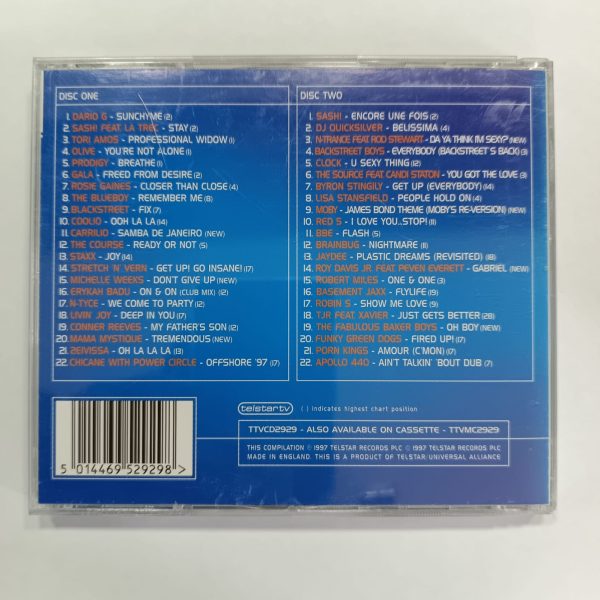 DISC ONE
1. DARIO G - SUNCHYME (2)
2. SASH! FEAT. LA TREC - STAY (2)
3. TORI AMOS - PROFESSIONAL WIDOW (1)
4. OLIVE - YOU'RE NOT ALONE (1)
5. PRODIGY - BREATHE (1)
6. GALA - FREED FROM DESIRE (2)
7. ROSIE GAINES - CLOSER THAN CLOSE (4)
8. THE BLUEBOY - REMEMBER ME (8)
9. BLACKSTREET - FIX (7)
10. COOLIO - OOH LA LA (14)
11. CARRILIO - SAMBA DE JANEIRO (NEW)
12. THE COURSE - READY OR NOT (5)
13. STAXX - JOY (14)
14. STRETCH 'N' VERN - GET UP! GO INSANE! (17)
15. MICHELLE WEEKS - DON'T GIVE UP (NEW)
16. ERYKAH BADU - ON & ON (CLUB MIX) (12)
17. N-TYCE - WE COME TO PARTY (12)
18. LIVIN' JOY - DEEP IN YOU (17)
19. CONNER REEVES - MY FATHER'S SON (12)
20. MAMA MYSTIQUE - TREMENDOUS (NEW)
21. 2EIVISSA - OH LA LA LA (13)
22. CHICANE WITH POWER CIRCLE - OFFSHORE '97 (17)
DISC TWO
1. SASH! - ENCORE UNE FOIS (2)
2. DJ QUICKSILVER - BELISSIMA (4)
3. N-TRANCE FEAT ROD STEWART - DA YA THINK I'M SEXY? (NEW)
4. BACKSTREET BOYS - EVERYBODY (BACKSTREET'S BACK) (3)
5. CLOCK - U SEXY THING (12)
6. THE SOURCE FEAT CANDI STATON - YOU GOT THE LOVE (3)
7. BYRON STINGILY - GET UP (EVERYBODY) (14)
8. LISA STANSFIELD - PEOPLE HOLD ON (4)
9. MOBY - JAMES BOND THEME (MOBY'S RE-VERSION) (NEW)
10. RED 5 - I LOVE YOU..STOP! (11)
11. BBE - FLASH (5)
12. BRAINBUG - NIGHTMARE (11)
13. JAYDEE - PLASTIC DREAMS (REVISITED) (18)
14. ROY DAVIS JR. FEAT PEVEN EVERETT - GABRIEL (NEW)
15. ROBERT MILES - ONE & ONE (3)
16. BASEMENT JAXX - FLYLIFE (19)
17. ROBIN S - SHOW ME LOVE (9)
18. TJR FEAT XAVIER - JUST GETS BETTER (28)
19. THE FABULOUS BAKER BOYS - OH BOY (NEW)
20. FUNKY GREEN DOGS - FIRED UP! (17)
21. PORN KINGS - AMOUR (C'MON) (17)
22. APOLLO 440 - AIN'T TALKIN' 'BOUT DUB (7)
telstar tv
( ) indicates highest chart position
TTVCD2929 - ALSO AVAILABLE ON CASSETTE - TTVMC2929
THIS COMPILATION ℗ 1997 TELSTAR RECORDS PLC © 1997 TELSTAR RECORDS PLC
MADE IN ENGLAND. THIS IS A PRODUCT OF TELSTAR/UNIVERSAL ALLIANCE
5 014469 529298 >